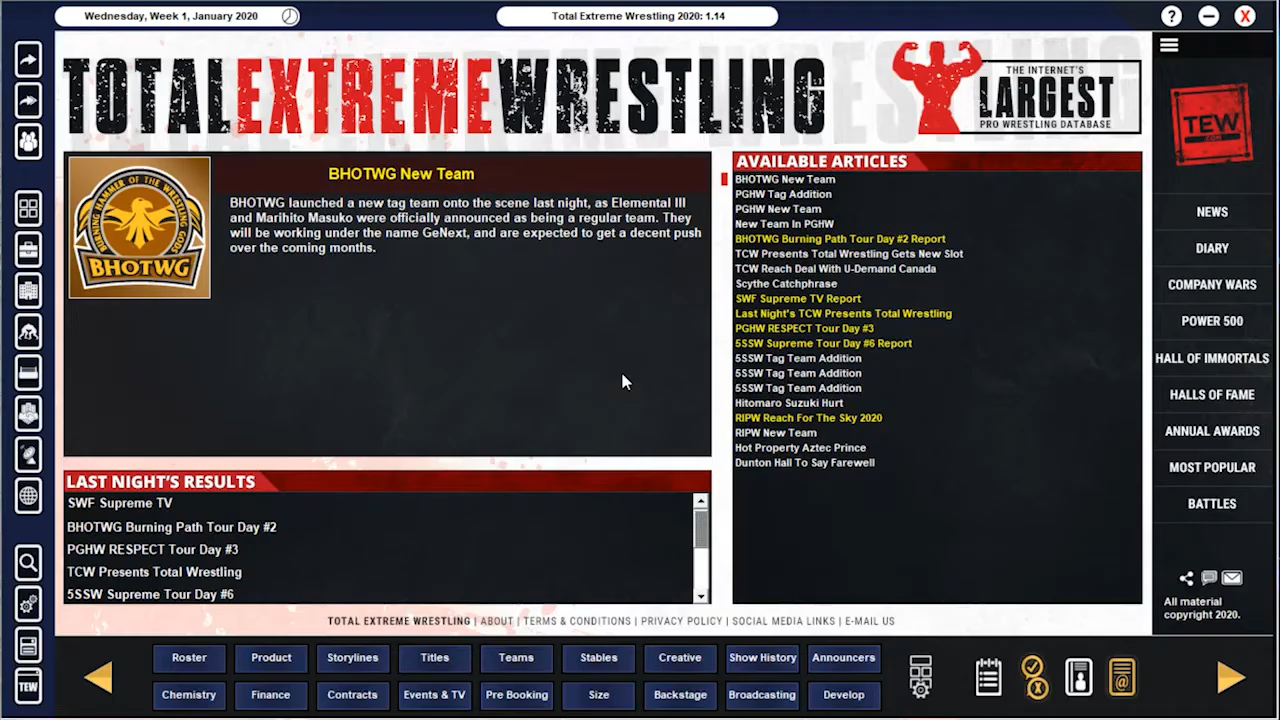 Wednesday, Week 1, January 2020
Total Extreme Wrestling 2020: 1.14
TOTALEXTREMEWRESTLING
THE INTERNET'S
LARGEST
PRO WRESTLING DATABASE
TEW
.COM
BURNING HAMMER OF THE WRESTLING GODS
BHOTWG
BHOTWG New Team
BHOTWG launched a new tag team onto the scene last night, as Elemental III
and Marihito Masuko were officially announced as being a regular team. They
will be working under the name GeNext, and are expected to get a decent push
over the coming months.
LAST NIGHT'S RESULTS
SWF Supreme TV
BHOTWG Burning Path Tour Day #2
PGHW RESPECT Tour Day #3
TCW Presents Total Wrestling
5SSW Supreme Tour Day #6
AVAILABLE ARTICLES
BHOTWG New Team
PGHW Tag Addition
PGHW New Team
New Team In PGHW
BHOTWG Burning Path Tour Day #2 Report
TCW Presents Total Wrestling Gets New Slot
TCW Reach Deal With U-Demand Canada
Scythe Catchphrase
SWF Supreme TV Report
Last Night's TCW Presents Total Wrestling
PGHW RESPECT Tour Day #3
5SSW Supreme Tour Day #6 Report
5SSW Tag Team Addition
5SSW Tag Team Addition
5SSW Tag Team Addition
Hitomaro Suzuki Hurt
RIPW Reach For The Sky 2020
RIPW New Team
Hot Property Aztec Prince
Dunton Hall To Say Farewell
NEWS
DIARY
COMPANY WARS
POWER 500
HALL OF IMMORTALS
HALLS OF FAME
ANNUAL AWARDS
MOST POPULAR
BATTLES
All material
copyright 2020.
TOTAL EXTREME WRESTLING | ABOUT | TERMS & CONDITIONS | PRIVACY POLICY | SOCIAL MEDIA LINKS | E-MAIL US
Roster
Product
Storylines
Titles
Teams
Stables
Creative
Show History
Announcers
Chemistry
Finance
Contracts
Events & TV
Pre Booking
Size
Backstage
Broadcasting
Develop
TEW